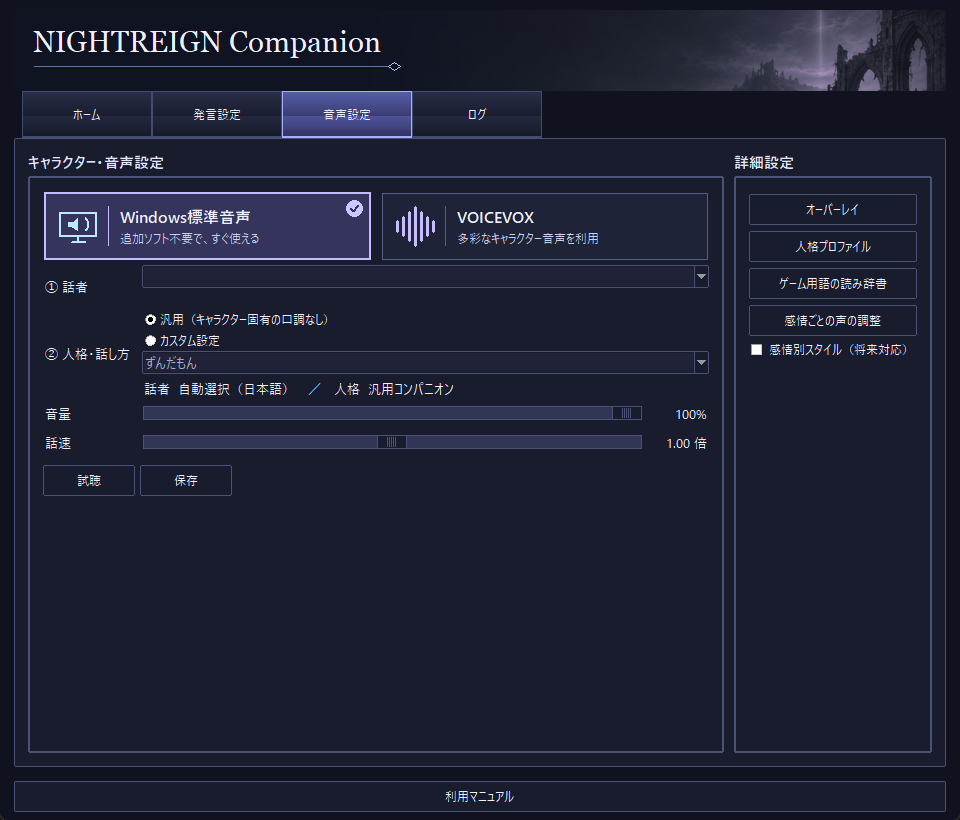 NIGHTREIGN Companion
ホーム
発言設定
音声設定
ログ
キャラクター・音声設定
Windows標準音声
追加ソフト不要で、すぐ使える
VOICEVOX
多彩なキャラクター音声を利用
① 話者
汎用（キャラクター固有の口調なし）
カスタム設定
② 人格・話し方
ずんだもん
話者 自動選択（日本語） ／ 人格 汎用コンパニオン
音量
100%
話速
1.00 倍
試聴
保存
詳細設定
オーバーレイ
人格プロファイル
ゲーム用語の読み辞書
感情ごとの声の調整
感情別スタイル（将来対応）
利用マニュアル